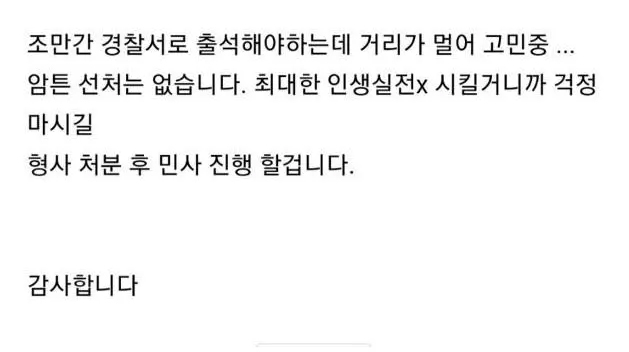 조만간 경찰서로 출석해야하는데 거리가 멀어 고민중 ...
암튼 선처는 없습니다. 최대한 인생실전x 시킬거니까 걱정
마시길
형사 처분 후 민사 진행 할겁니다.
감사합니다